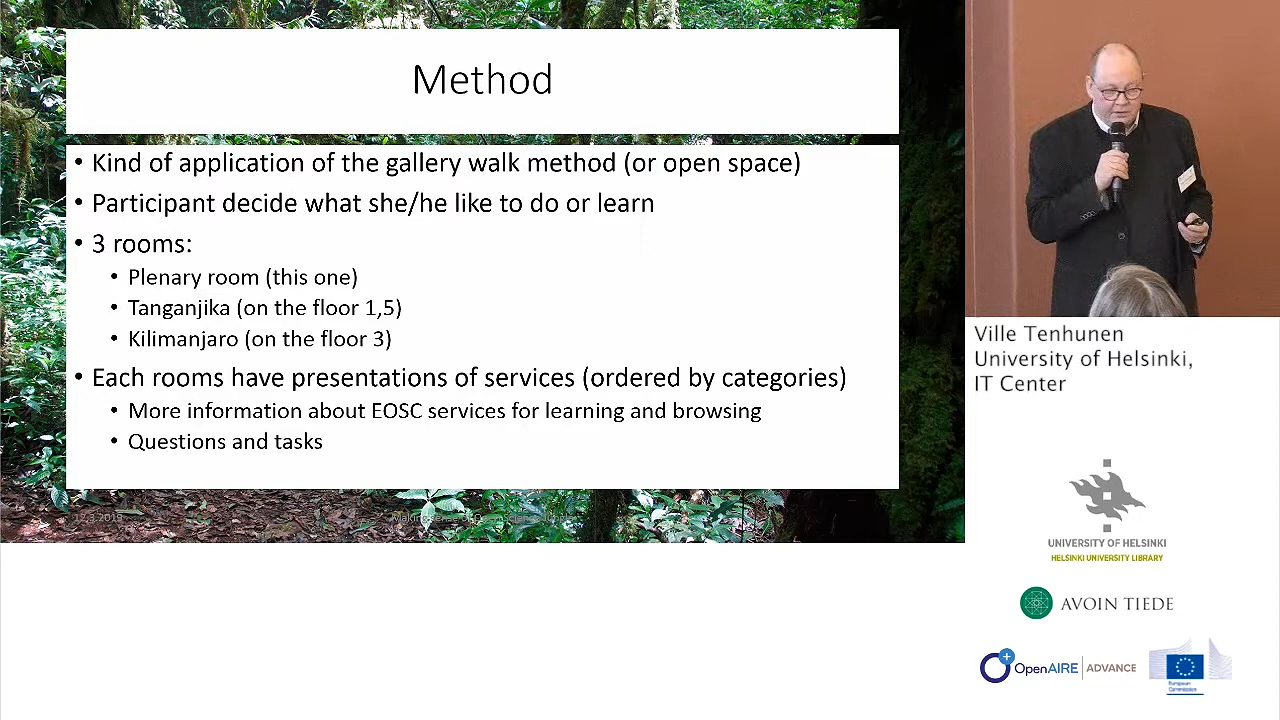 Method
• Kind of application of the gallery walk method (or open space)
• Participant decide what she/he like to do or learn
• 3 rooms:
• Plenary room (this one)
• Tanganjika (on the floor 1,5)
• Kilimanjaro (on the floor 3)
• Each rooms have presentations of services (ordered by categories)
• More information about EOSC services for learning and browsing
• Questions and tasks
Ville Tenhunen
University of Helsinki,
IT Center
UNIVERSITY OF HELSINKI
HELSINKI UNIVERSITY LIBRARY
AVOIN TIEDE
OpenAIRE ADVANCE
European
Commission